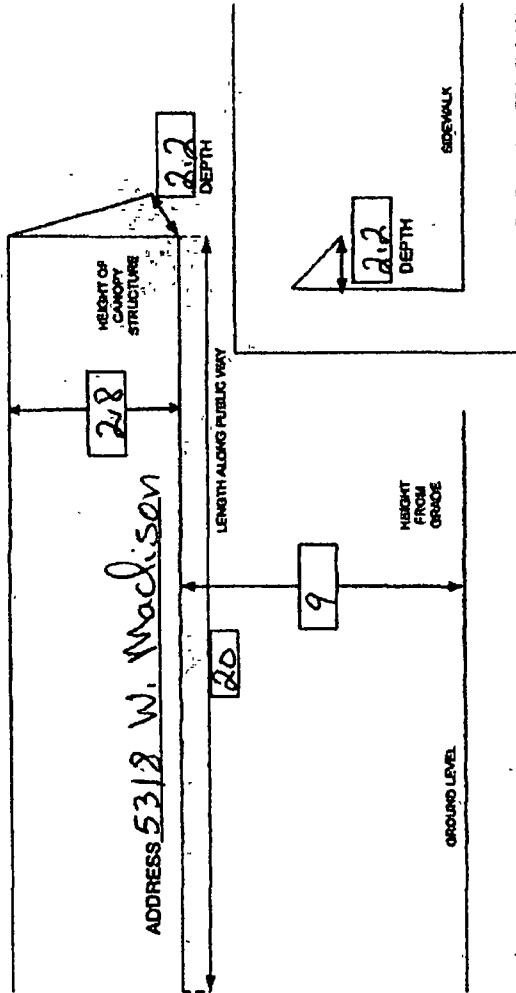 HEIGHT OF
CANOPY
STRUCTURE
2.8
2.2
DEPTH
ADDRESS 5318 W. Madison
LENGTH ALONG PUBLIC WAY
20
9
HEIGHT
FROM
GRADE
GROUND LEVEL
2.2
DEPTH
SIDEWALK